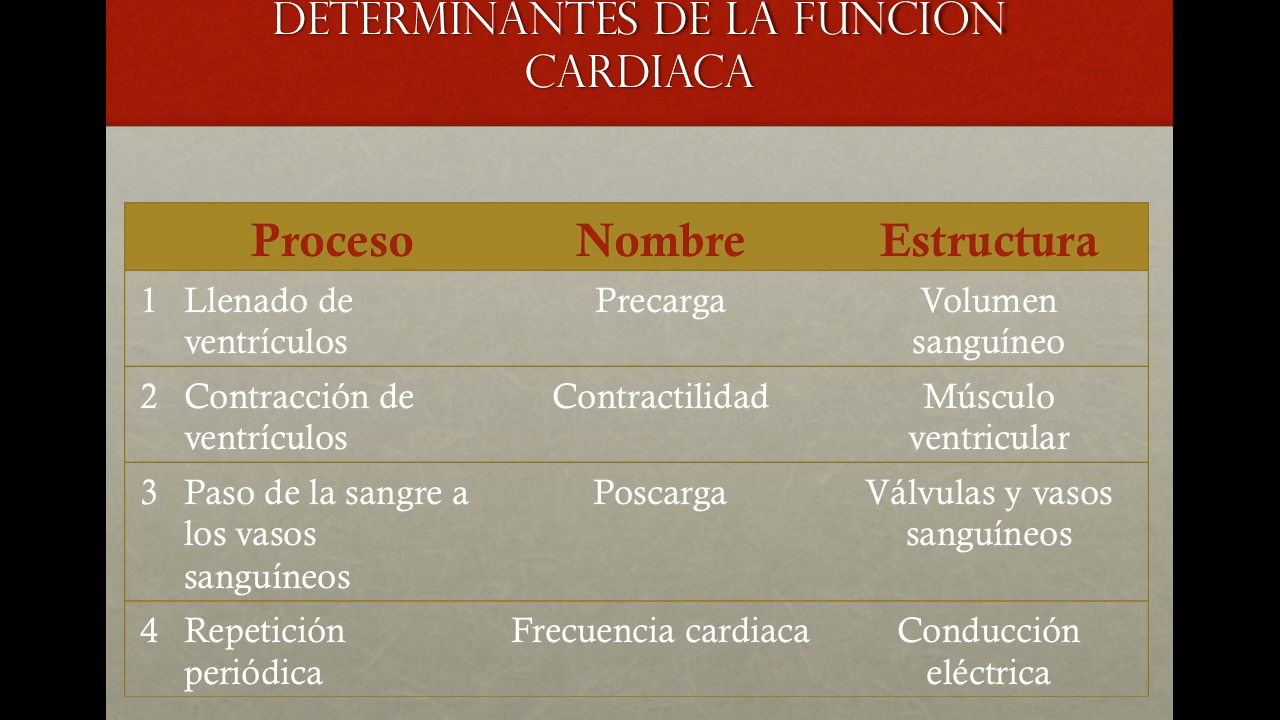 DETERMINANTES DE LA FUNCION
CARDIACA
Proceso Nombre Estructura
1 Llenado de Precarga Volumen
ventrículos sanguíneo
2 Contracción de Contractilidad Músculo
ventrículos ventricular
3 Paso de la sangre a Poscarga Válvulas y vasos
los vasos sanguíneos
sanguíneos
4 Repetición Frecuencia cardiaca Conducción
periódica eléctrica